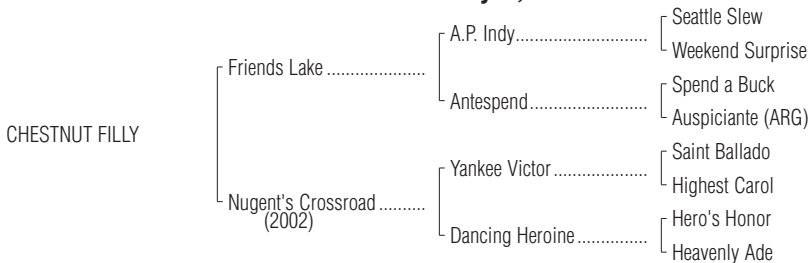 Seattle Slew
A.P. Indy
Weekend Surprise
Friends Lake
Spend a Buck
Antespend
Auspiciante (ARG)
CHESTNUT FILLY
Saint Ballado
Yankee Victor
Highest Carol
Nugent's Crossroad
(2002)
Hero's Honor
Dancing Heroine
Heavenly Ade